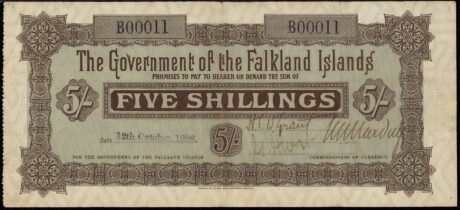 B00011 B00011
The Government of the Falkland Islands
PROMISES TO PAY TO BEARER ON DEMAND THE SUM OF
5/- FIVE SHILLINGS 5/-
Date 12th October 1908.
5/-
FOR THE GOVERNMENT OF THE FALKLAND ISLANDS
COMMISSIONERS OF CURRENCY